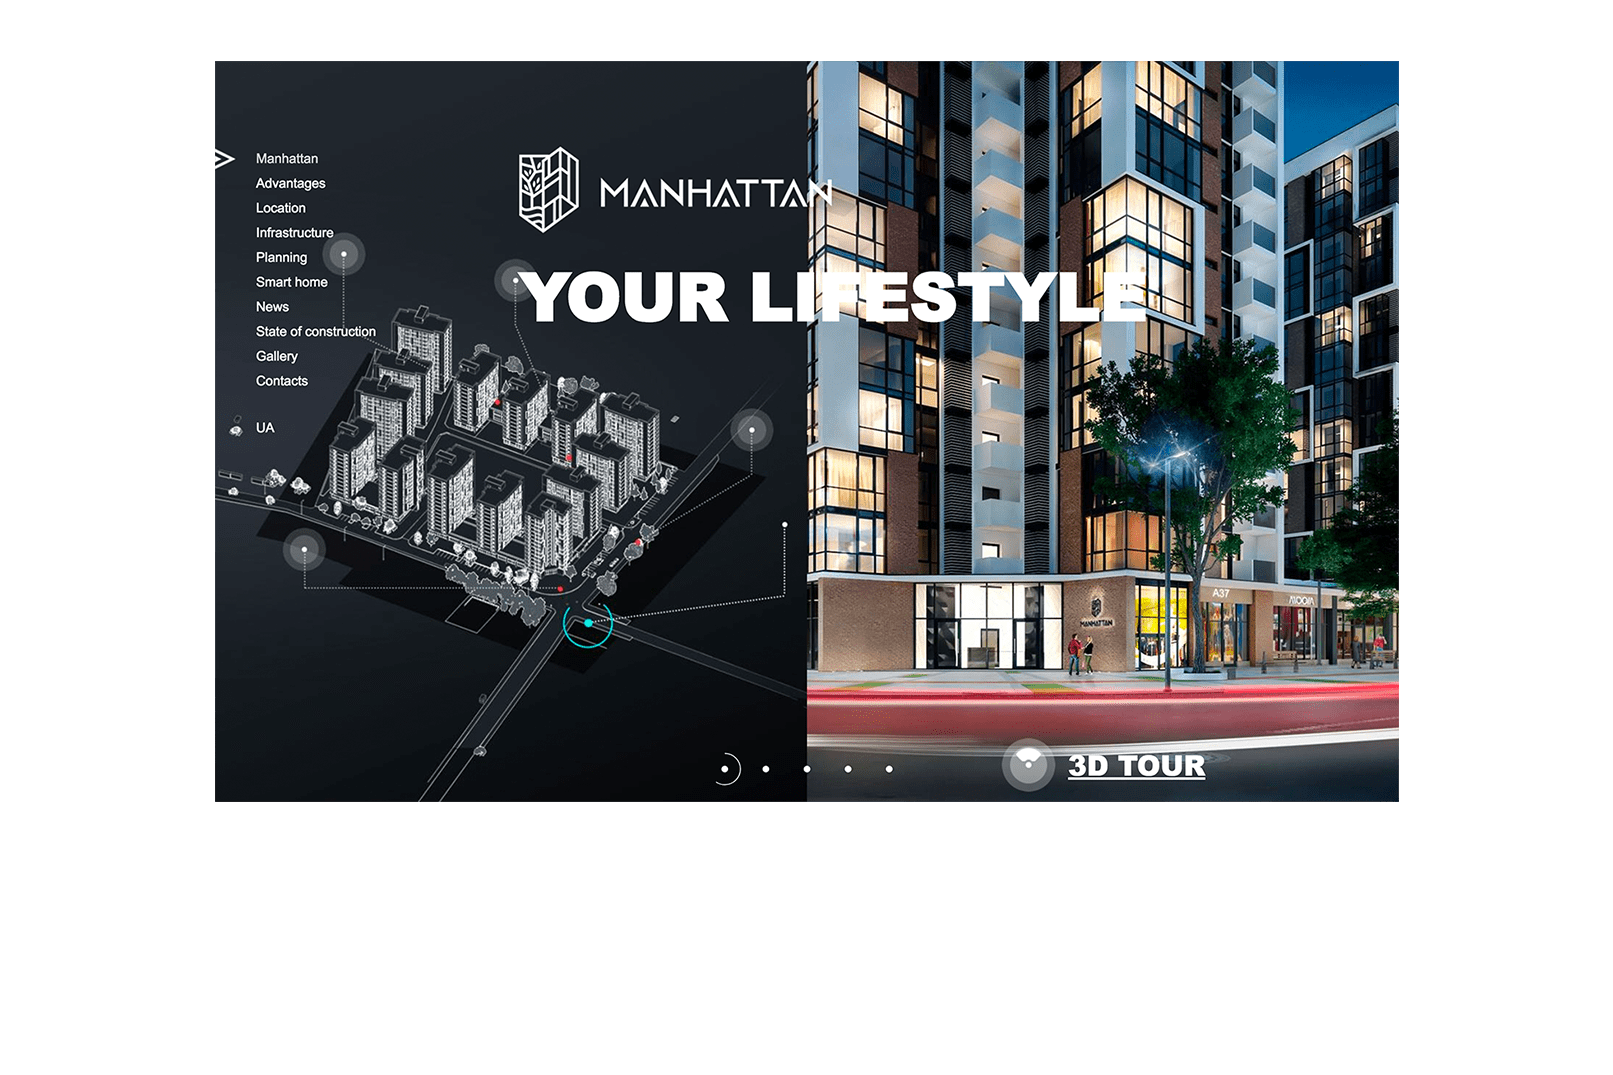 Manhattan
Advantages
Location
Infrastructure
Planning
Smart home
News
State of construction
Gallery
Contacts
UA
MANHATTAN
YOUR LIFESTYLE
A37
MANHATTAN
3D TOUR